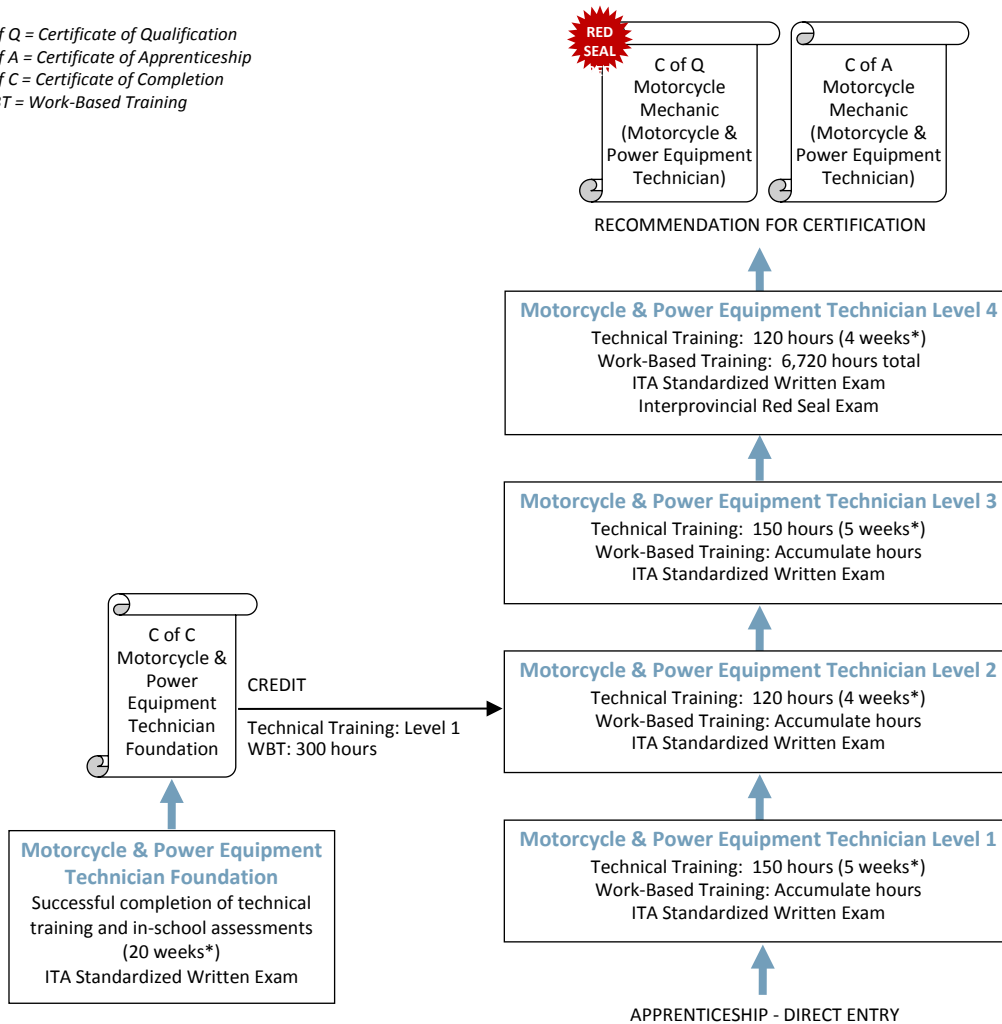 f Q = Certificate of Qualification
f A = Certificate of Apprenticeship
f C = Certificate of Completion
BT = Work-Based Training
RED
SEAL
C of Q
Motorcycle
Mechanic
(Motorcycle &
Power Equipment
Technician)
C of A
Motorcycle
Mechanic
(Motorcycle &
Power Equipment
Technician)
RECOMMENDATION FOR CERTIFICATION
Motorcycle & Power Equipment Technician Level 4
Technical Training: 120 hours (4 weeks*)
Work-Based Training: 6,720 hours total
ITA Standardized Written Exam
Interprovincial Red Seal Exam
Motorcycle & Power Equipment Technician Level 3
Technical Training: 150 hours (5 weeks*)
Work-Based Training: Accumulate hours
ITA Standardized Written Exam
C of C
Motorcycle &
Power
Equipment
Technician
Foundation
CREDIT
Technical Training: Level 1
WBT: 300 hours
Motorcycle & Power Equipment Technician Level 2
Technical Training: 120 hours (4 weeks*)
Work-Based Training: Accumulate hours
ITA Standardized Written Exam
Motorcycle & Power Equipment
Technician Foundation
Successful completion of technical
training and in-school assessments
(20 weeks*)
ITA Standardized Written Exam
Motorcycle & Power Equipment Technician Level 1
Technical Training: 150 hours (5 weeks*)
Work-Based Training: Accumulate hours
ITA Standardized Written Exam
APPRENTICESHIP - DIRECT ENTRY